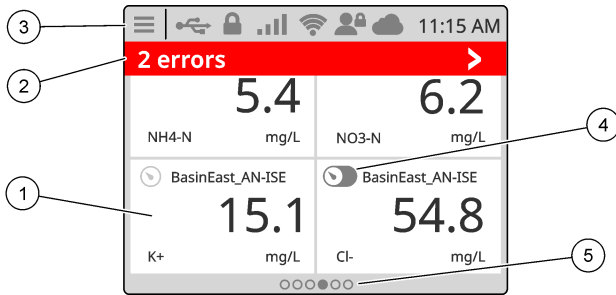 3
11:15 AM
2 errors
2
5.4
6.2
NH4-N mg/L
NO3-N mg/L
4
BasinEast_AN-ISE
BasinEast_AN-ISE
1
15.1
54.8
K+ mg/L
Cl- mg/L
5